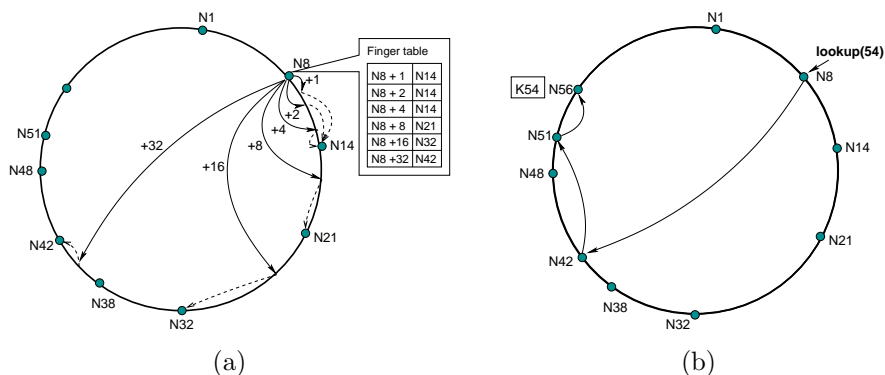 N1
N8
+1
+2
+4
+8
+16
+32
N14
N21
N32
N38
N42
N48
N51
Finger table
N8 + 1 N14
N8 + 2 N14
N8 + 4 N14
N8 + 8 N21
N8 +16 N32
N8 +32 N42
(a)
N1
lookup(54)
N8
K54 N56
N51
N48
N14
N21
N42
N38
N32
(b)